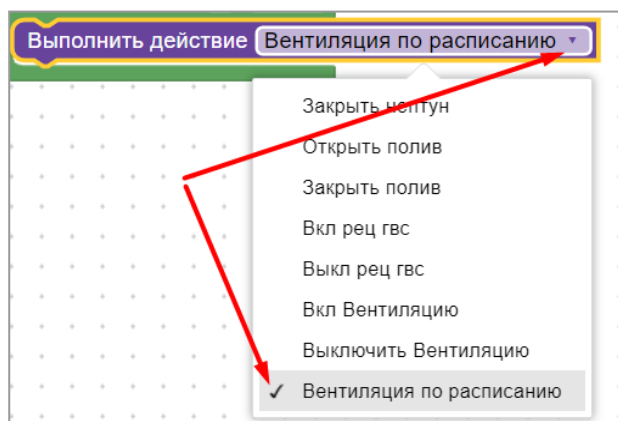 Выполнить действие Вентиляция по расписанию
Закрыть нептун
Открыть полив
Закрыть полив
Вкл рец гвс
Выкл рец гвс
Вкл Вентиляцию
Выключить Вентиляцию
✓ Вентиляция по расписанию